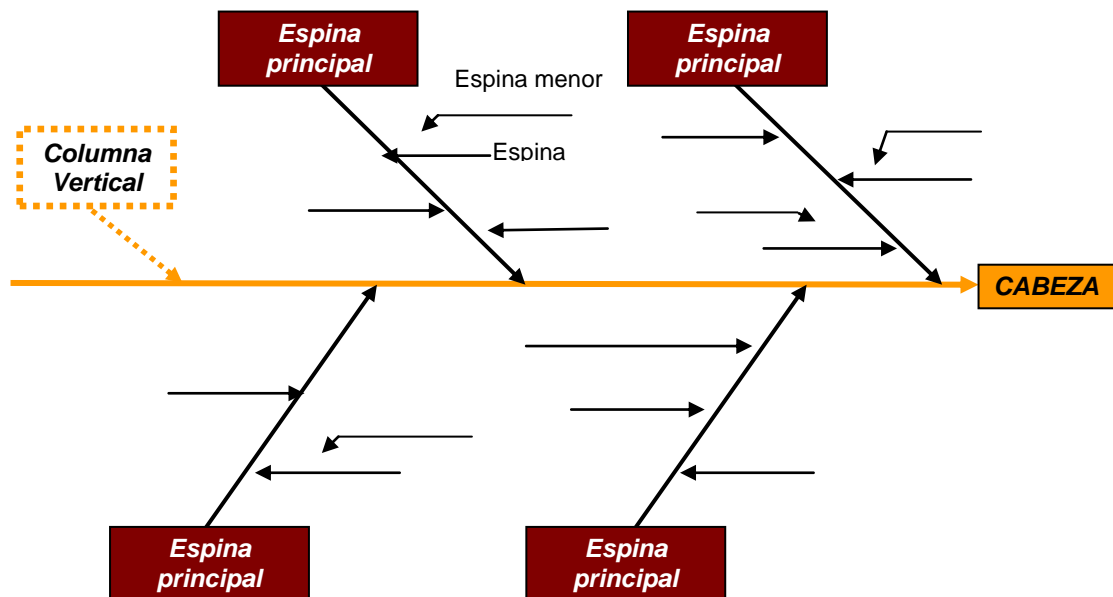 Espina
principal
Espina
principal
Espina menor
Columna
Vertical
Espina
CABEZA
Espina
principal
Espina
principal